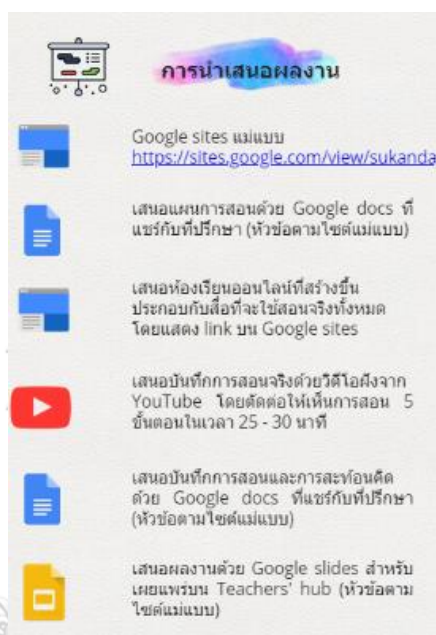 การนำเสนอผลงาน
Google sites แม่แบบ
https://sites.google.com/view/sukanda
เสนอแผนการสอนด้วย Google docs ที่
แชร์กับที่ปรึกษา (หัวข้อตามไซต์แม่แบบ)
เสนอห้องเรียนออนไลน์ที่สร้างขึ้น
ประกอบกับสื่อที่จะใช้สอนจริงทั้งหมด
โดยแสดง link บน Google sites
เสนอบันทึกการสอนจริงด้วยวิดีโอฝังจาก
YouTube โดยตัดต่อให้เห็นการสอน 5
ขั้นตอนในเวลา 25 - 30 นาที
เสนอบันทึกการสอนและการสะท้อนคิด
ด้วย Google docs ที่แชร์กับที่ปรึกษา
(หัวข้อตามไซต์แม่แบบ)
เสนอผลงานด้วย Google slides สำหรับ
เผยแพร่บน Teachers' hub (หัวข้อตาม
ไซต์แม่แบบ)